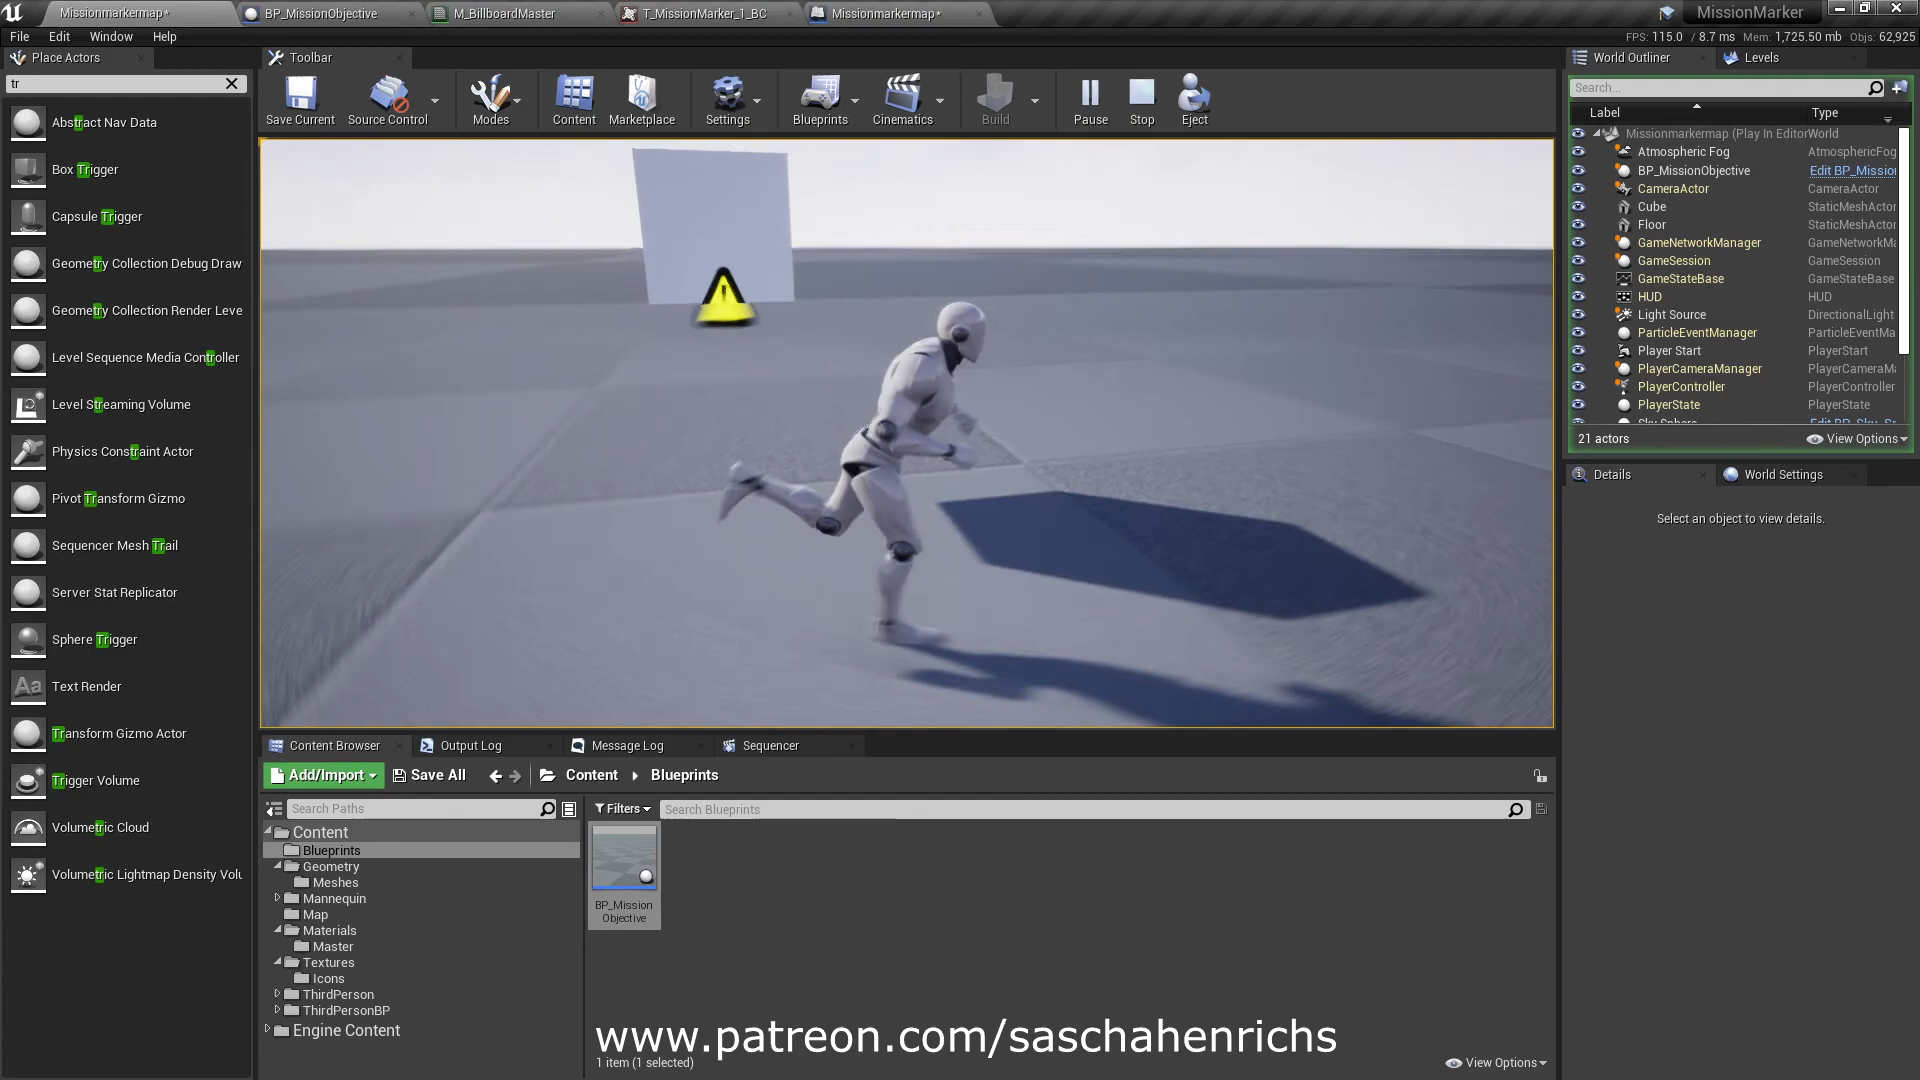 Missionmarkermap*
BP_MissionObjective
M_BillboardMaster
T_MissionMarker_1_BC
Missionmarkermap*
MissionMarker
File Edit Window Help
FPS: 115.0 / 8.7 ms Mem: 1,725.50 mb Objs: 62,925
Place Actors
tr
Abstract Nav Data
Box Trigger
Capsule Trigger
Geometry Collection Debug Draw
Geometry Collection Render Leve
Level Sequence Media Controller
Level Streaming Volume
Physics Constraint Actor
Pivot Transform Gizmo
Sequencer Mesh Trail
Server Stat Replicator
Sphere Trigger
Aa Text Render
Transform Gizmo Actor
Trigger Volume
Volumetric Cloud
Volumetric Lightmap Density Volu
Toolbar
Save Current
Source Control
Modes
Content
Marketplace
Settings
Blueprints
Cinematics
Build
Pause
Stop
Eject
World Outliner
Levels
Search...
Label Type
Missionmarkermap (Play In Editor World
Atmospheric Fog AtmosphericFog
BP_MissionObjective Edit BP_Missio
CameraActor CameraActor
Cube StaticMeshActor
Floor StaticMeshActor
GameNetworkManager GameNetworkMa
GameSession GameSession
GameStateBase GameStateBase
HUD HUD
Light Source DirectionalLight
ParticleEventManager ParticleEventMa
Player Start PlayerStart
PlayerCameraManager PlayerCameraMa
PlayerController PlayerController
PlayerState PlayerState
21 actors
View Options
Details
World Settings
Select an object to view details.
Content Browser
Output Log
Message Log
Sequencer
Add/Import
Save All
Content
Blueprints
Search Paths
Content
Blueprints
Geometry
Meshes
Mannequin
Map
Materials
Master
Textures
Icons
ThirdPerson
ThirdPersonBP
Engine Content
Filters
Search Blueprints
BP_Mission
Objective
www.patreon.com/saschahenrichs
1 item (1 selected)
View Options